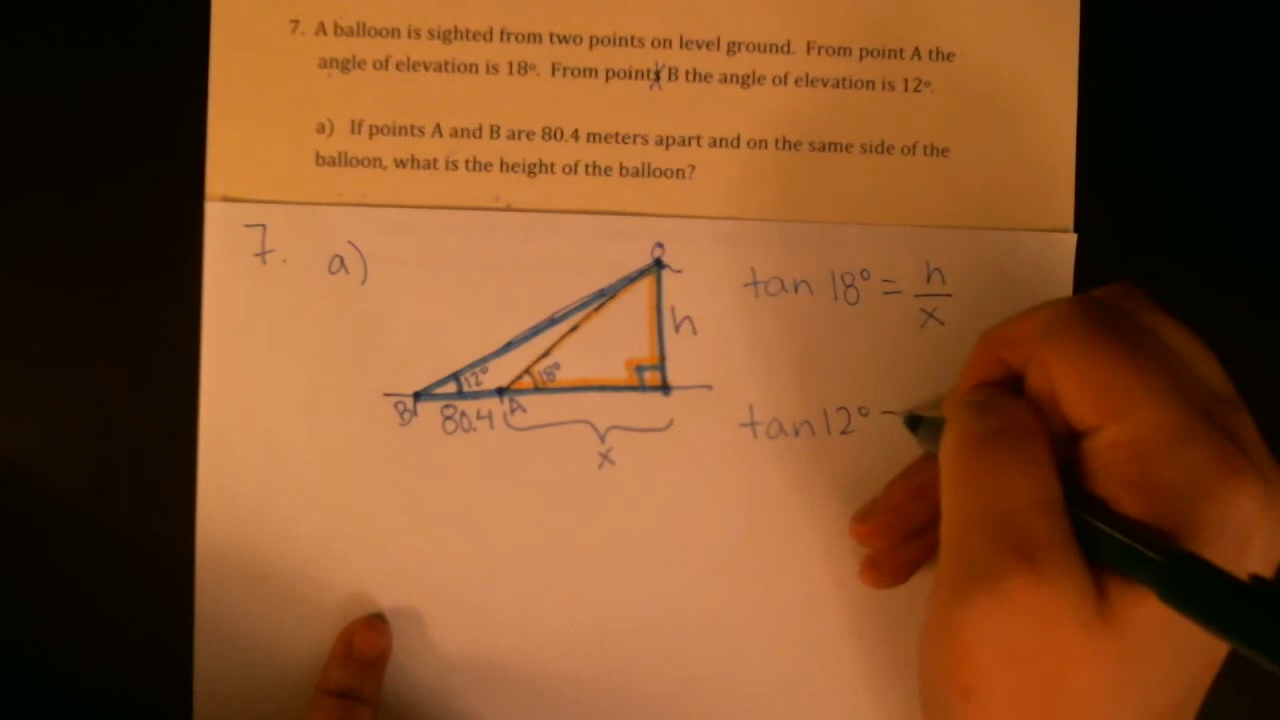 7. A balloon is sighted from two points on level ground. From point A the
angle of elevation is 18º. From points B the angle of elevation is 12º.
a) If points A and B are 80.4 meters apart and on the same side of the
balloon, what is the height of the balloon?
7. a)
tan 18° = h/x
h
12°
18°
B
80.4
A
x
tan 12° -